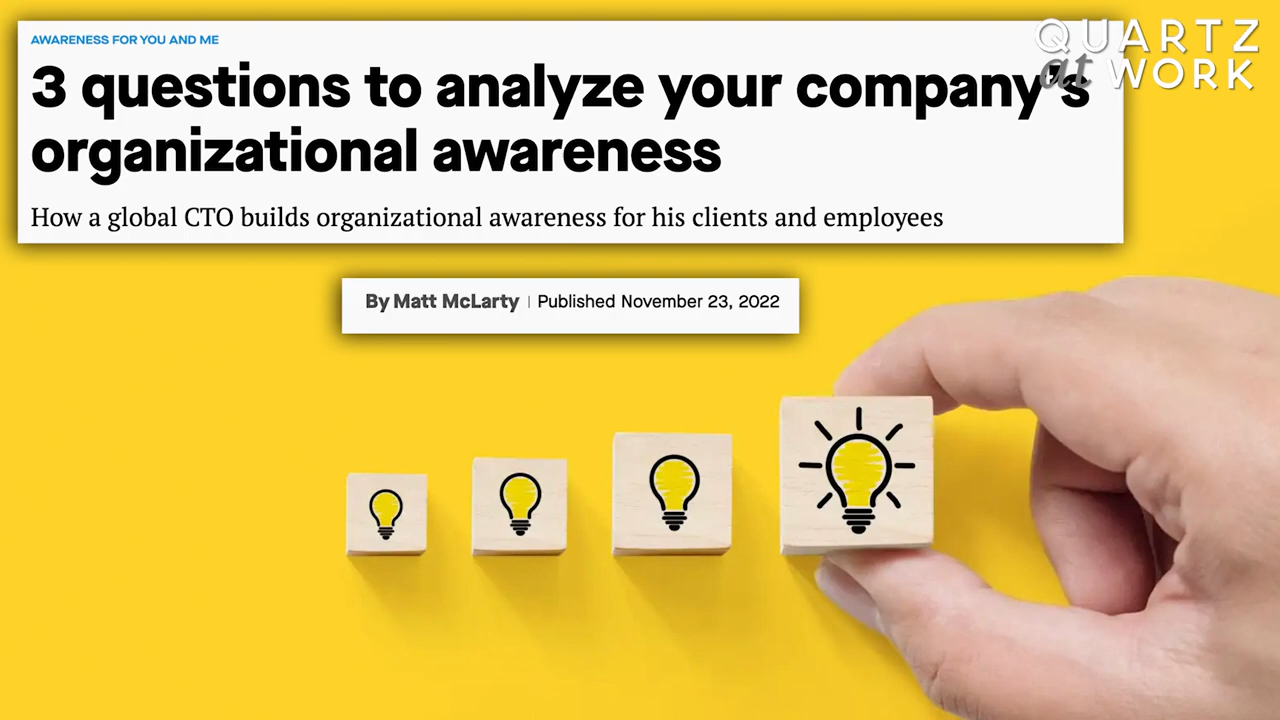 AWARENESS FOR YOU AND ME
QUARTZ
at WORK
3 questions to analyze your company's
organizational awareness
How a global CTO builds organizational awareness for his clients and employees
By Matt McLarty | Published November 23, 2022